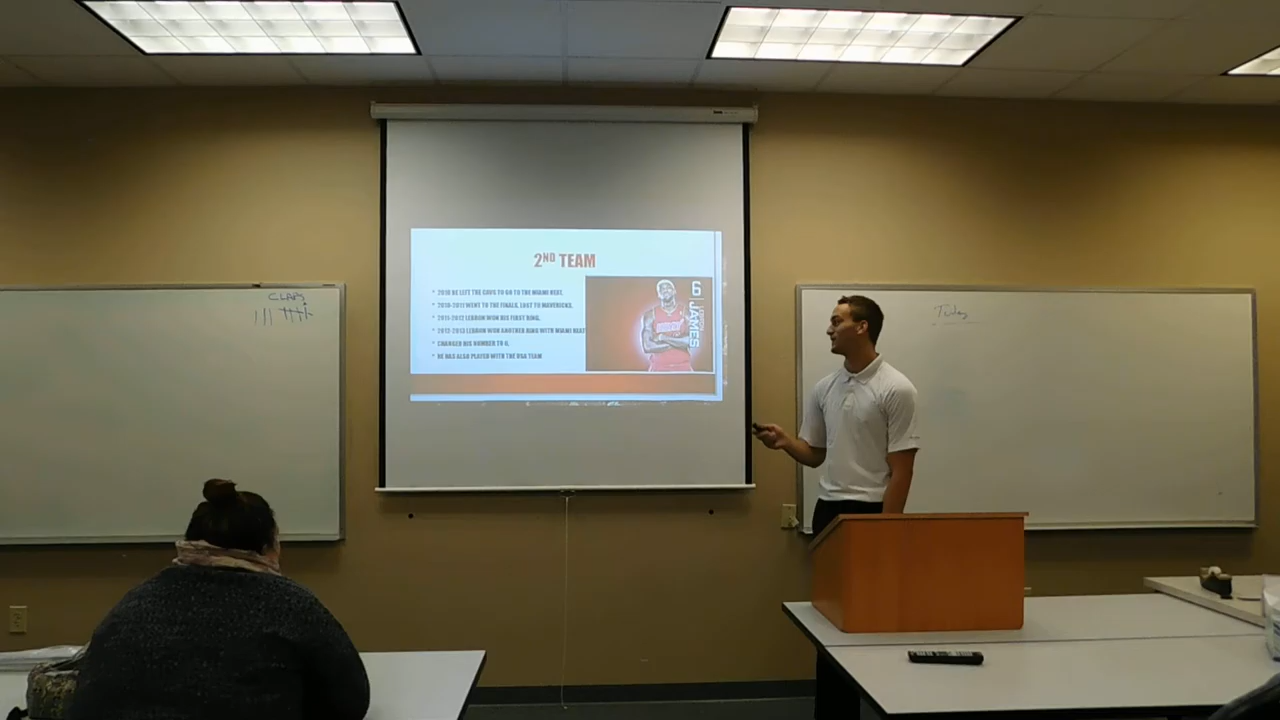 CLAPS
2ND TEAM
• 2010 HE LEFT THE CAVS TO GO TO THE MIAMI HEAT.
• 2010-2011 WENT TO THE FINALS, LOST TO MAVERICKS.
• 2011-2012 LEBRON WON HIS FIRST RING.
• 2012-2013 LEBRON WON ANOTHER RING WITH MIAMI HEAT
• CHANGED HIS NUMBER TO 6.
• HE HAS ALSO PLAYED WITH THE USA TEAM
6
JAMES
Today